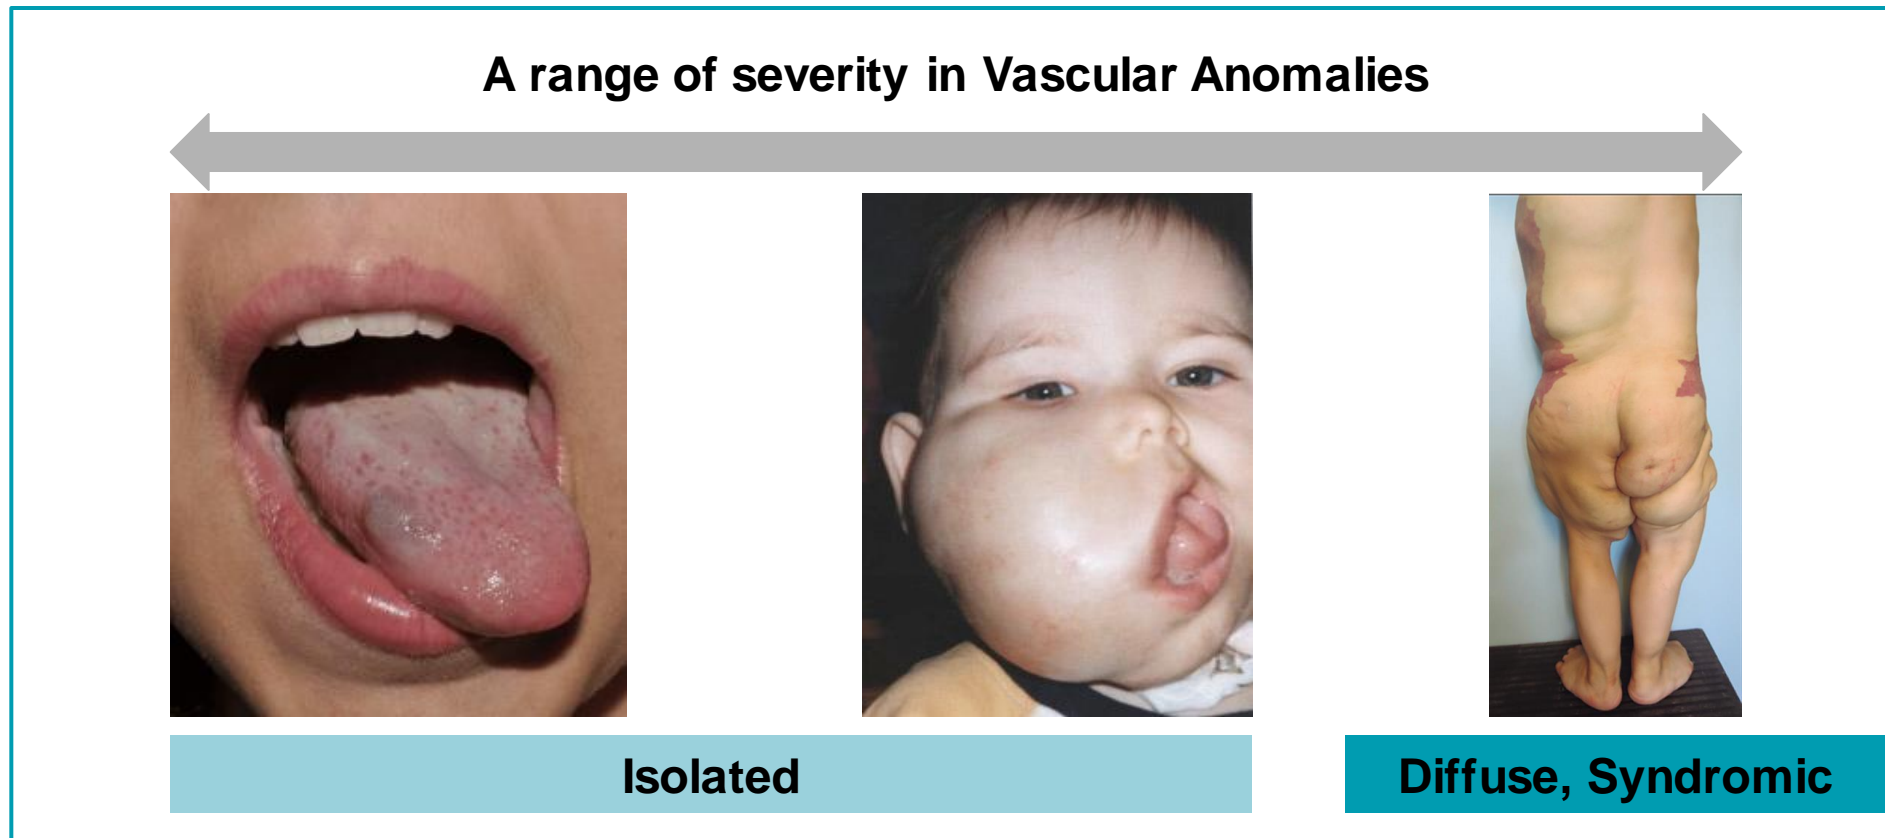 A range of severity in Vascular Anomalies
Isolated
Diffuse, Syndromic